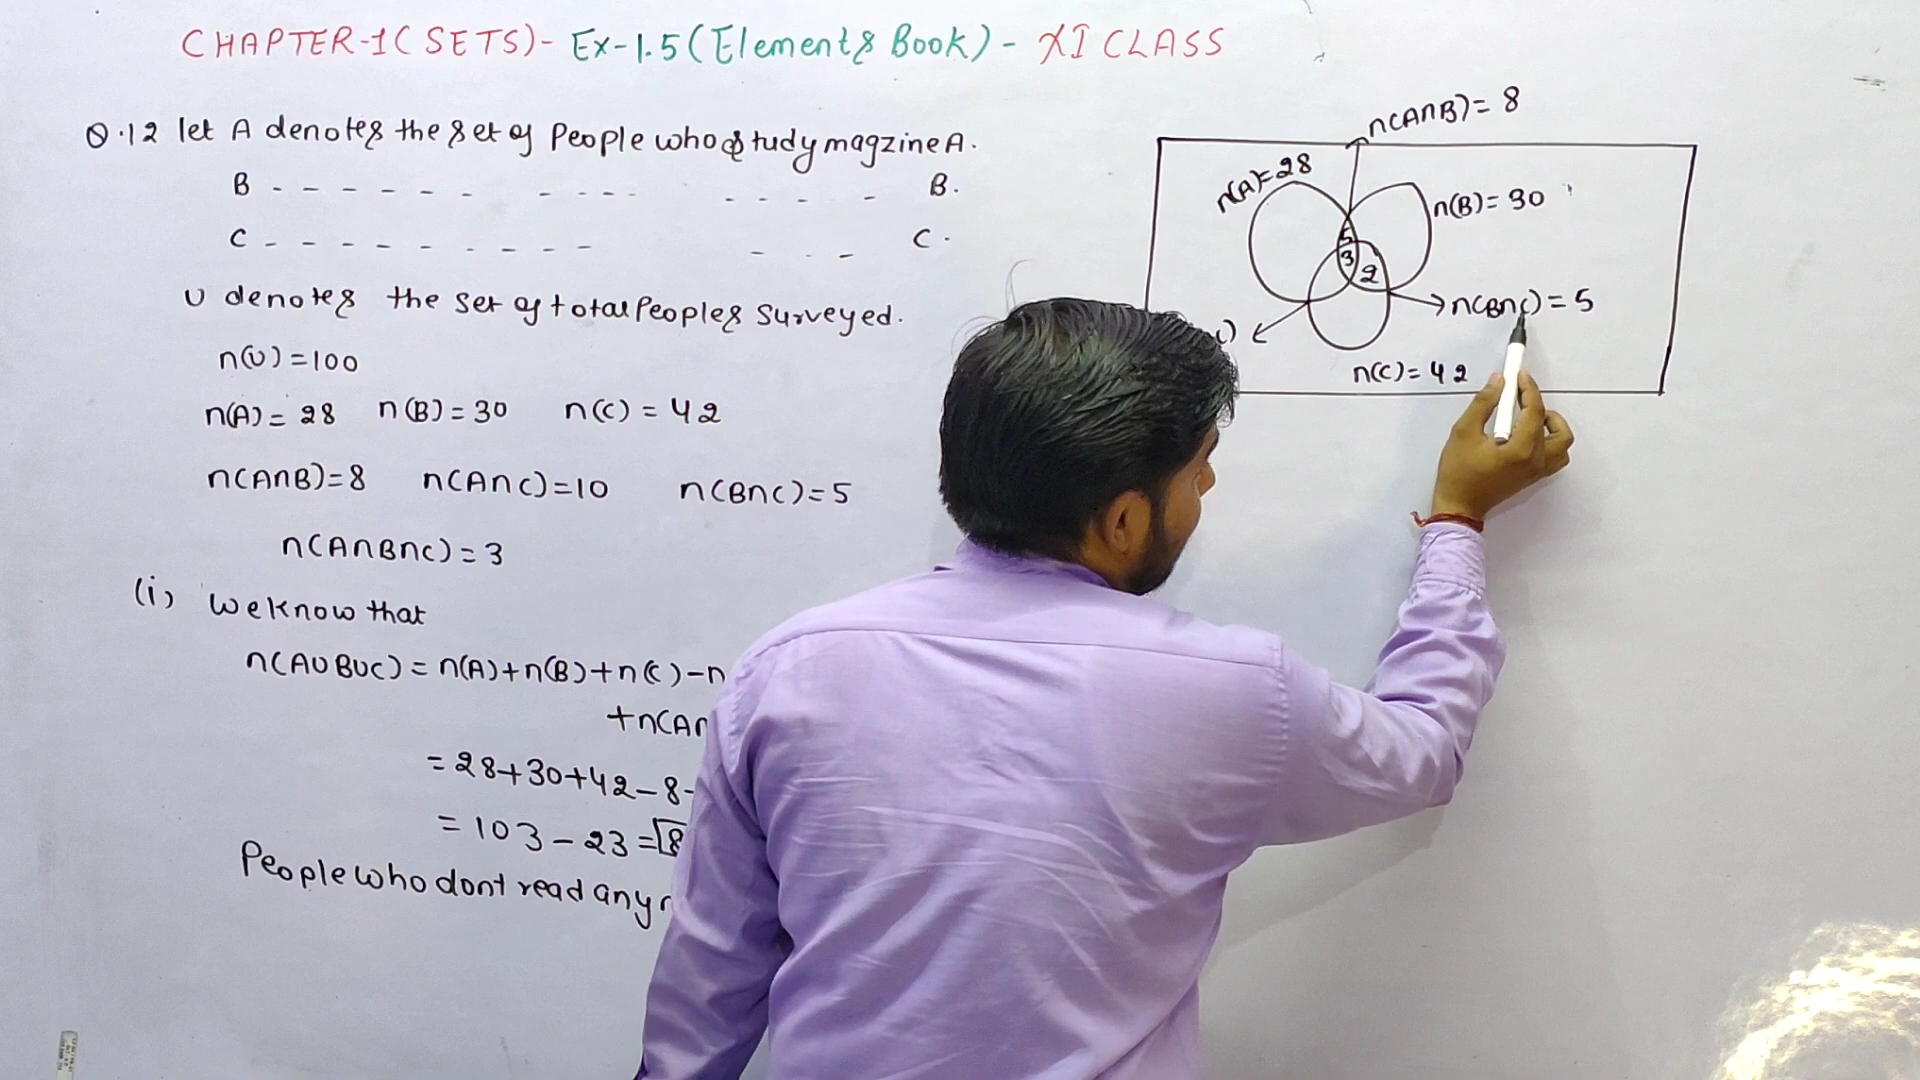 CHAPTER-1(SETS)- Ex-1.5(Elements Book)- XI CLASS
Q.12 let A denotes the set of People who study magzine A.
B - - - - - - - - - - - - - - B.
C - - - - - - - - - - - - C.
U denotes the set of total Peoples Surveyed.
n(U)=100
n(A)=28 n(B)=30 n(C)=42
n(A∩B)=8 n(A∩C)=10 n(B∩C)=5
n(A∩B∩C)=3
(i) We know that
n(A∪B∪C)=n(A)+n(B)+n(C)-n
+n(A∩
=28+30+42-8-
=103-23=8
People who dont read any
n(A∩B)=8
n(A)=28
n(B)=30
5
3
2
n(B∩C)=5
C)
n(C)=42